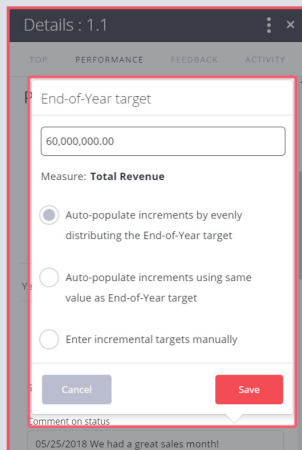 Details : 1.1
TOP PERFORMANCE FEEDBACK ACTIVITY
End-of-Year target
60,000,000.00
Measure: Total Revenue
Auto-populate increments by evenly
distributing the End-of-Year target
Auto-populate increments using same
value as End-of-Year target
Enter incremental targets manually
Cancel Save
Comment on status
05/25/2018 We had a great sales month!